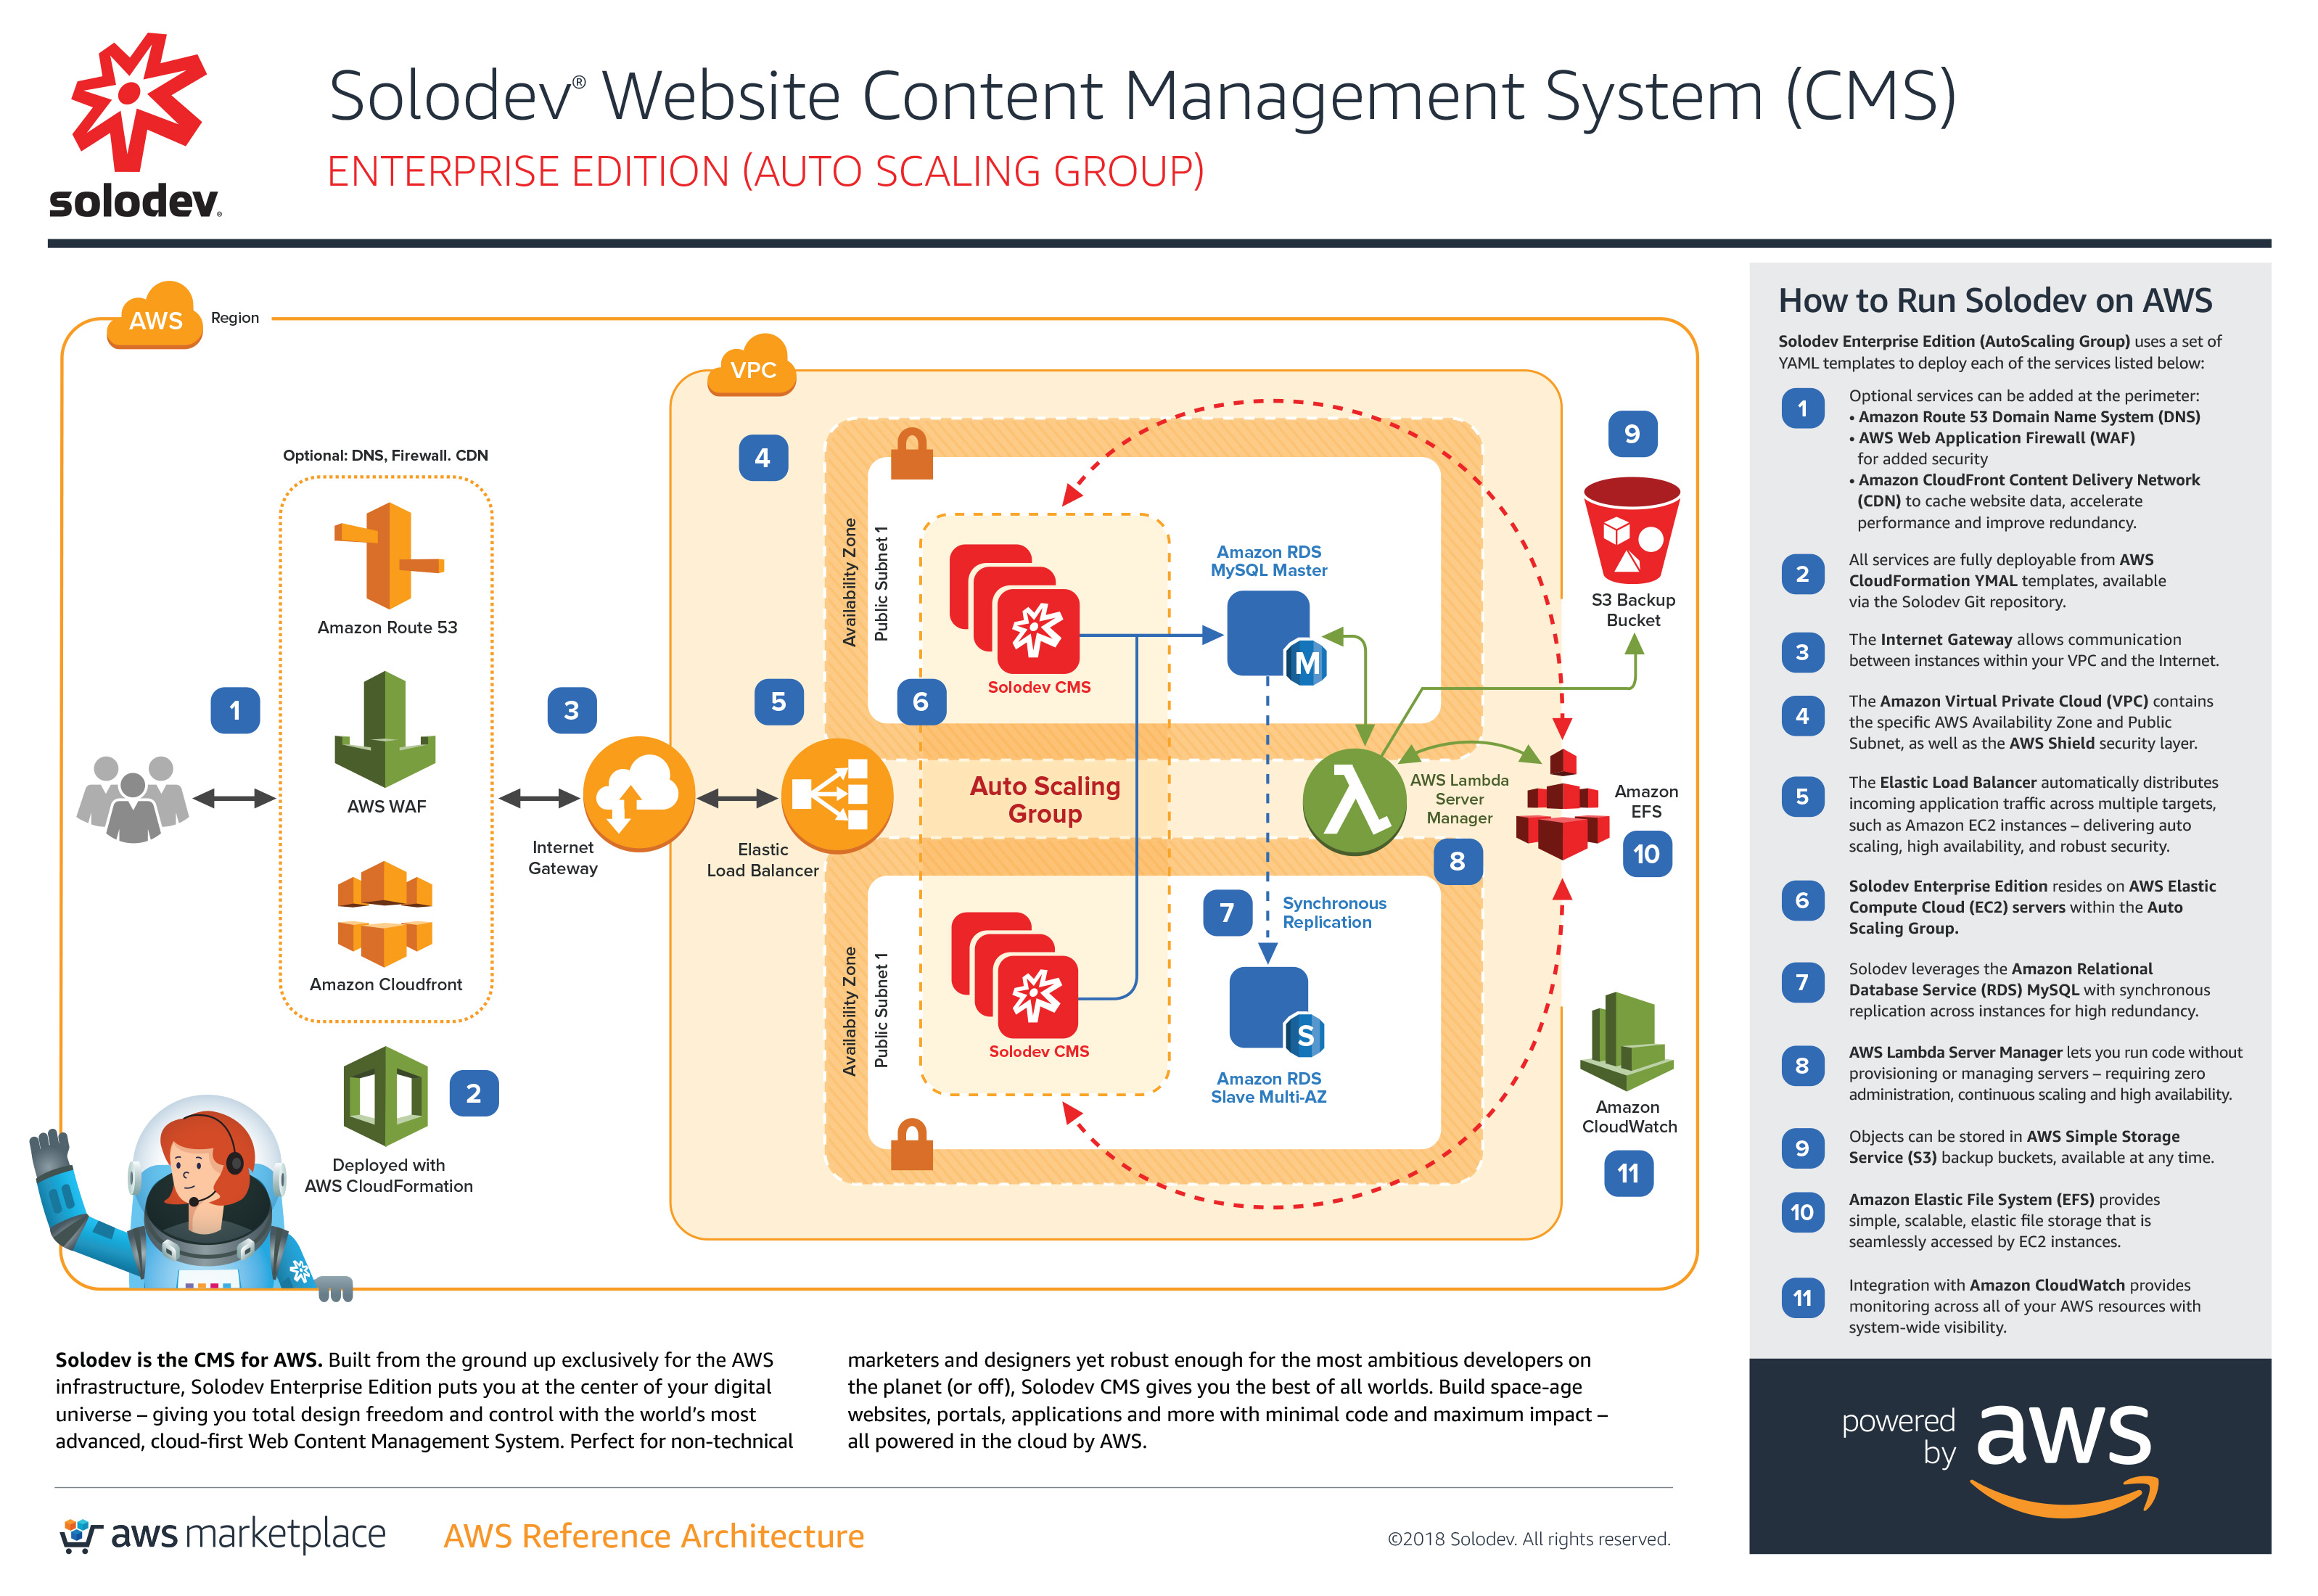 solodev®
Solodev® Website Content Management System (CMS)
ENTERPRISE EDITION (AUTO SCALING GROUP)
AWS
Region
VPC
4
9
Optional: DNS, Firewall. CDN
Amazon Route 53
AWS WAF
Amazon Cloudfront
1
3
5
6
Internet
Gateway
Elastic
Load Balancer
2
Deployed with
AWS CloudFormation
Availability Zone
Public Subnet 1
Solodev CMS
Amazon RDS
MySQL Master
M
S3 Backup
Bucket
Auto Scaling
Group
AWS Lambda
Server
Manager
8
Amazon
EFS
10
Availability Zone
Public Subnet 1
Solodev CMS
7
Synchronous
Replication
S
Amazon RDS
Slave Multi-AZ
Amazon
CloudWatch
11
How to Run Solodev on AWS
Solodev Enterprise Edition (AutoScaling Group) uses a set of
YAML templates to deploy each of the services listed below:
1
Optional services can be added at the perimeter:
• Amazon Route 53 Domain Name System (DNS)
• AWS Web Application Firewall (WAF)
for added security
• Amazon CloudFront Content Delivery Network
(CDN) to cache website data, accelerate
performance and improve redundancy.
2
All services are fully deployable from AWS
CloudFormation YMAL templates, available
via the Solodev Git repository.
3
The Internet Gateway allows communication
between instances within your VPC and the Internet.
4
The Amazon Virtual Private Cloud (VPC) contains
the specific AWS Availability Zone and Public
Subnet, as well as the AWS Shield security layer.
5
The Elastic Load Balancer automatically distributes
incoming application traffic across multiple targets,
such as Amazon EC2 instances – delivering auto
scaling, high availability, and robust security.
6
Solodev Enterprise Edition resides on AWS Elastic
Compute Cloud (EC2) servers within the Auto
Scaling Group.
7
Solodev leverages the Amazon Relational
Database Service (RDS) MySQL with synchronous
replication across instances for high redundancy.
8
AWS Lambda Server Manager lets you run code without
provisioning or managing servers – requiring zero
administration, continuous scaling and high availability.
9
Objects can be stored in AWS Simple Storage
Service (S3) backup buckets, available at any time.
10
Amazon Elastic File System (EFS) provides
simple, scalable, elastic file storage that is
seamlessly accessed by EC2 instances.
11
Integration with Amazon CloudWatch provides
monitoring across all of your AWS resources with
system-wide visibility.
Solodev is the CMS for AWS. Built from the ground up exclusively for the AWS
infrastructure, Solodev Enterprise Edition puts you at the center of your digital
universe – giving you total design freedom and control with the world's most
advanced, cloud-first Web Content Management System. Perfect for non-technical
marketers and designers yet robust enough for the most ambitious developers on
the planet (or off), Solodev CMS gives you the best of all worlds. Build space-age
websites, portals, applications and more with minimal code and maximum impact –
all powered in the cloud by AWS.
powered
by
aws
aws marketplace
AWS Reference Architecture
©2018 Solodev. All rights reserved.